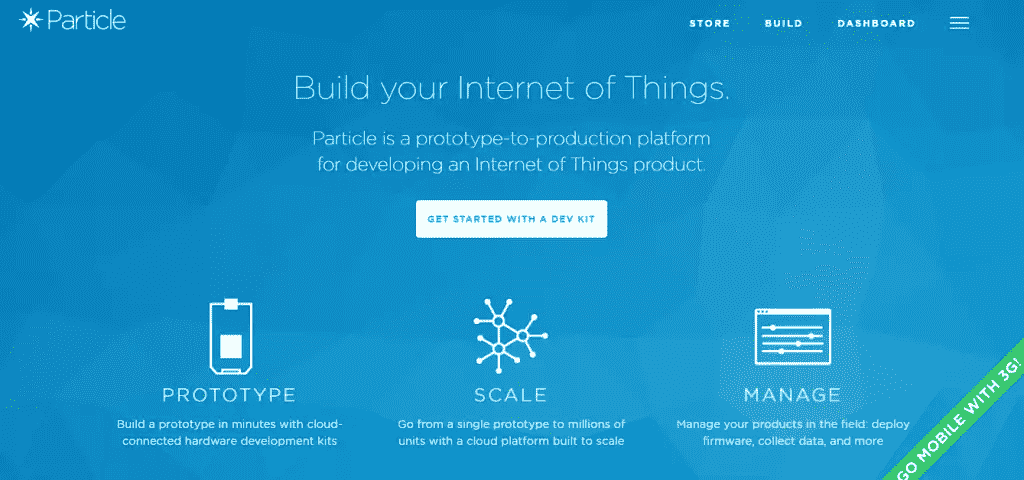 Particle
STORE BUILD DASHBOARD
Build your Internet of Things.
Particle is a prototype-to-production platform
for developing an Internet of Things product.
GET STARTED WITH A DEV KIT
PROTOTYPE
Build a prototype in minutes with cloud-
connected hardware development kits
SCALE
Go from a single prototype to millions of
units with a cloud platform built to scale
MANAGE
Manage your products in the field: deploy
firmware, collect data, and more
GO MOBILE WITH 3G!